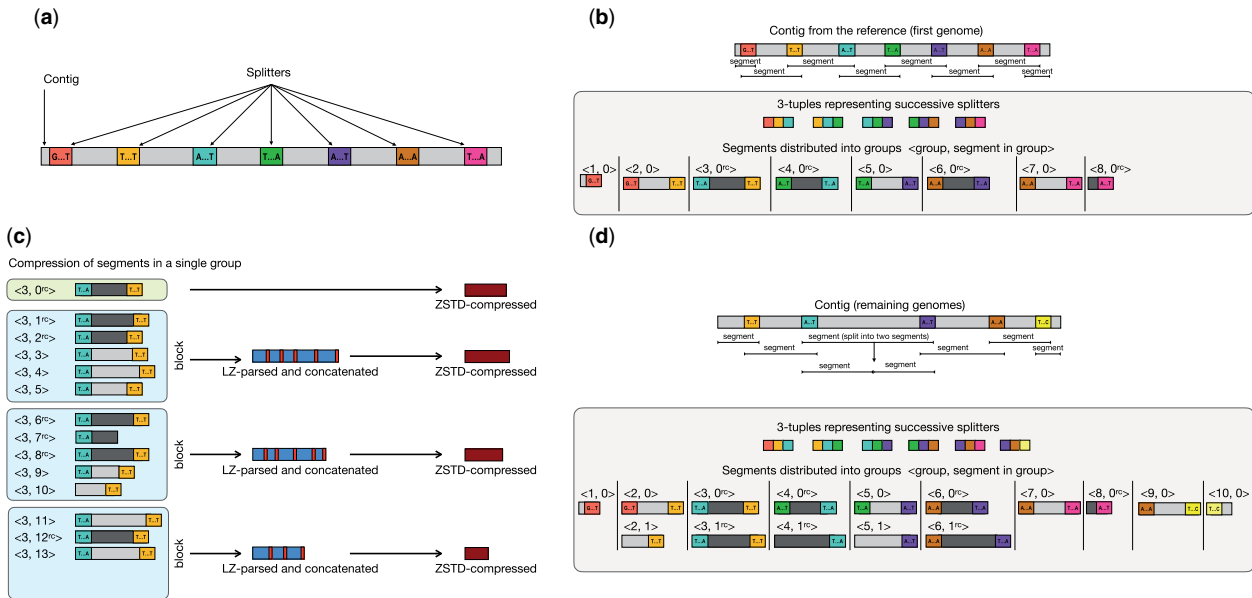 (a)
Contig
Splitters
G...T T...T A...T T...A A...T A...A T...A
(b)
Contig from the reference (first genome)
G...T T...T A...T T...A A...T A...A T...A
segment segment segment segment
segment segment segment segment
3-tuples representing successive splitters
Segments distributed into groups <group, segment in group>
<1, 0> <2, 0> <3, 0rc> <4, 0rc> <5, 0> <6, 0rc> <7, 0> <8, 0rc>
G...T G...T T...T T...A T...T A...T T...A T...A A...T A...A A...T A...A T...A T...A
(c)
Compression of segments in a single group
<3, 0rc> T...A T...T
ZSTD-compressed
<3, 1rc> T...A T...T
<3, 2rc> T...A T...T
<3, 3> T...A T...T
<3, 4> T...A T...T
<3, 5> T...A T...T
block
LZ-parsed and concatenated
ZSTD-compressed
<3, 6rc> T...A T...T
<3, 7rc> T...A
<3, 8rc> T...A T...T
<3, 9> T...A T...T
<3, 10> T...T
block
LZ-parsed and concatenated
ZSTD-compressed
<3, 11> T...A T...T
<3, 12rc> T...A T...T
<3, 13> T...A T...T
block
LZ-parsed and concatenated
ZSTD-compressed
(d)
Contig (remaining genomes)
T...T A...T A...T A...A T...C
segment segment (split into two segments) segment
segment segment segment
segment segment
3-tuples representing successive splitters
Segments distributed into groups <group, segment in group>
<1, 0> <2, 0> <3, 0rc> <4, 0rc> <5, 0> <6, 0rc> <7, 0> <8, 0rc> <9, 0> <10, 0>
G...T G...T T...T T...A T...T A...T T...A T...A A...T A...A A...T A...A T...A T...A A...A T...C T...C
<2, 1> <3, 1rc> <4, 1rc> <5, 1> <6, 1rc>
T...T T...A T...T T...A A...T A...A A...T